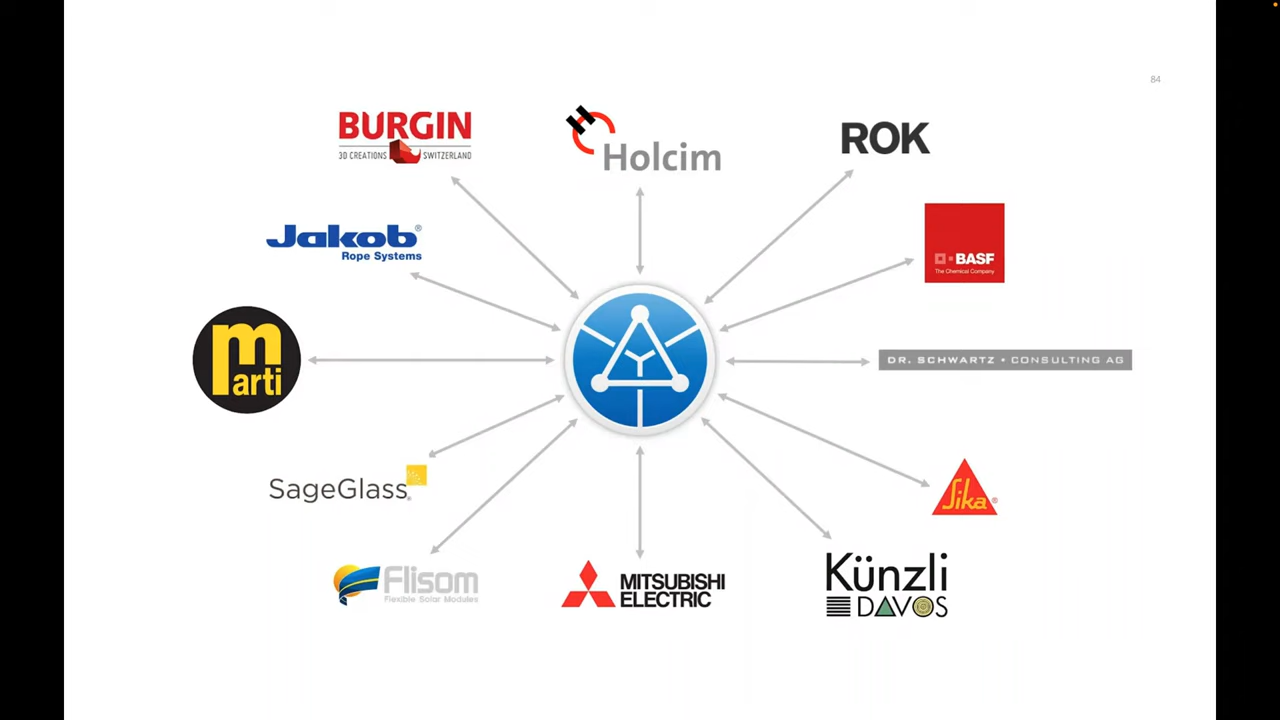 84
BURGIN
3D CREATIONS SWITZERLAND
Holcim
ROK
Jakob®
Rope Systems
BASF
The Chemical Company
marti
DR. SCHWARTZ • CONSULTING AG
SageGlass®
Sika®
Flisom
Flexible Solar Modules
MITSUBISHI
ELECTRIC
Künzli
DAVOS